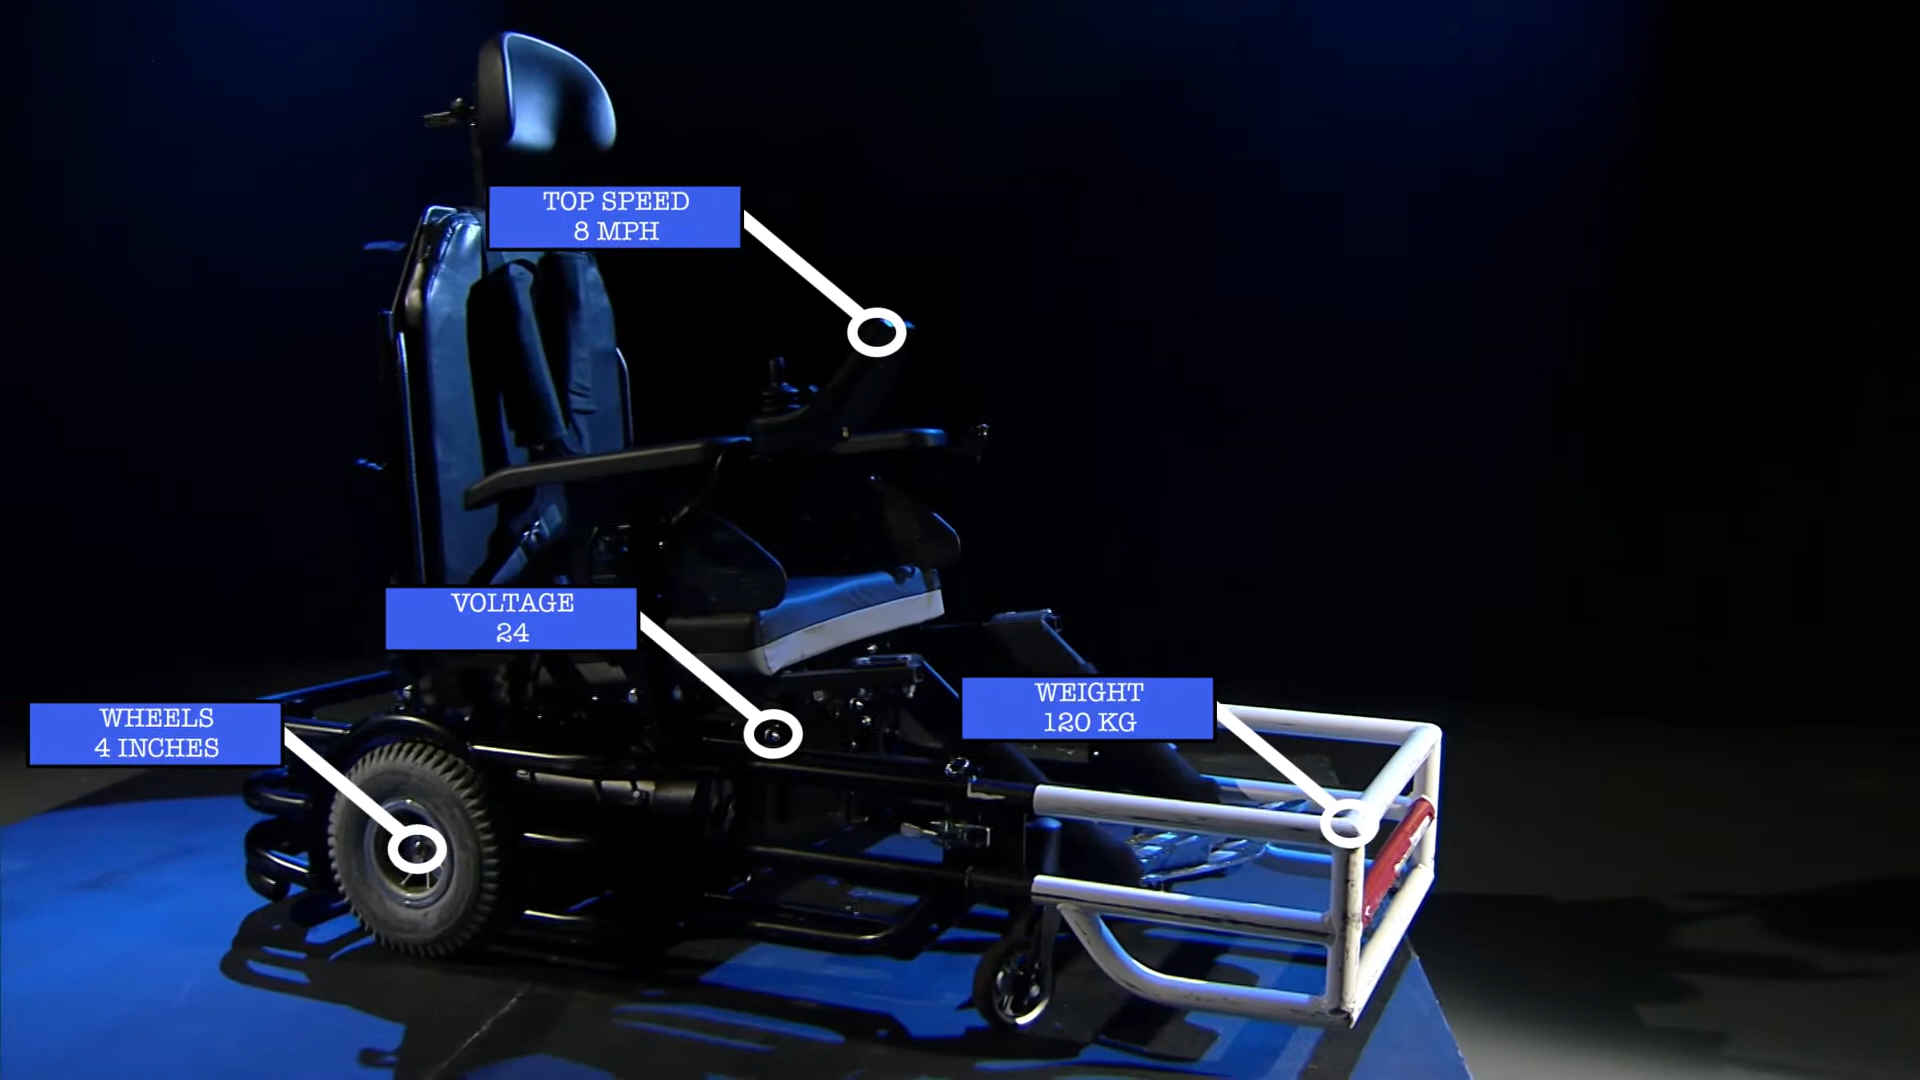 TOP SPEED
8 MPH
VOLTAGE
24
WEIGHT
120 KG
WHEELS
4 INCHES